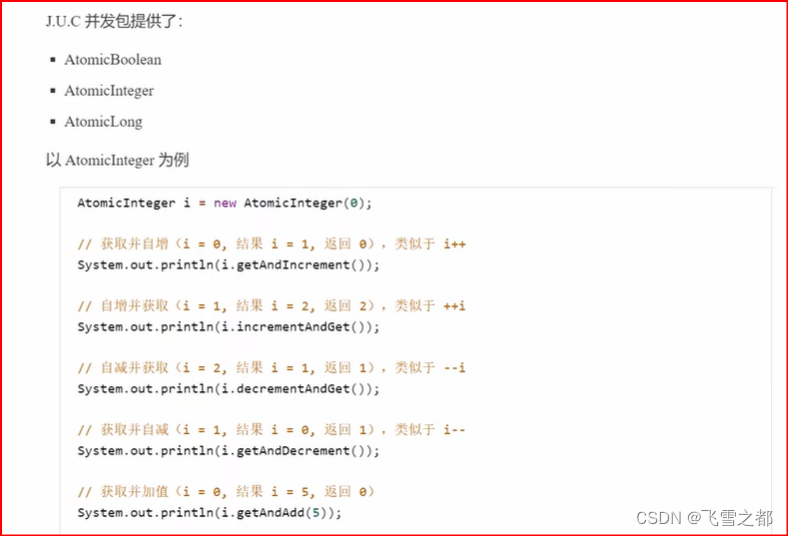 J.U.C 并发包提供了：
▪ AtomicBoolean
▪ AtomicInteger
▪ AtomicLong
以 AtomicInteger 为例
AtomicInteger i = new AtomicInteger(0);
// 获取并自增（i = 0, 结果 i = 1, 返回 0），类似于 i++
System.out.println(i.getAndIncrement());
// 自增并获取（i = 1, 结果 i = 2, 返回 2），类似于 ++i
System.out.println(i.incrementAndGet());
// 自减并获取（i = 2, 结果 i = 1, 返回 1），类似于 --i
System.out.println(i.decrementAndGet());
// 获取并自减（i = 1, 结果 i = 0, 返回 1），类似于 i--
System.out.println(i.getAndDecrement());
// 获取并加值（i = 0, 结果 i = 5, 返回 0）
System.out.println(i.getAndAdd(5));
CSDN @飞雪之都